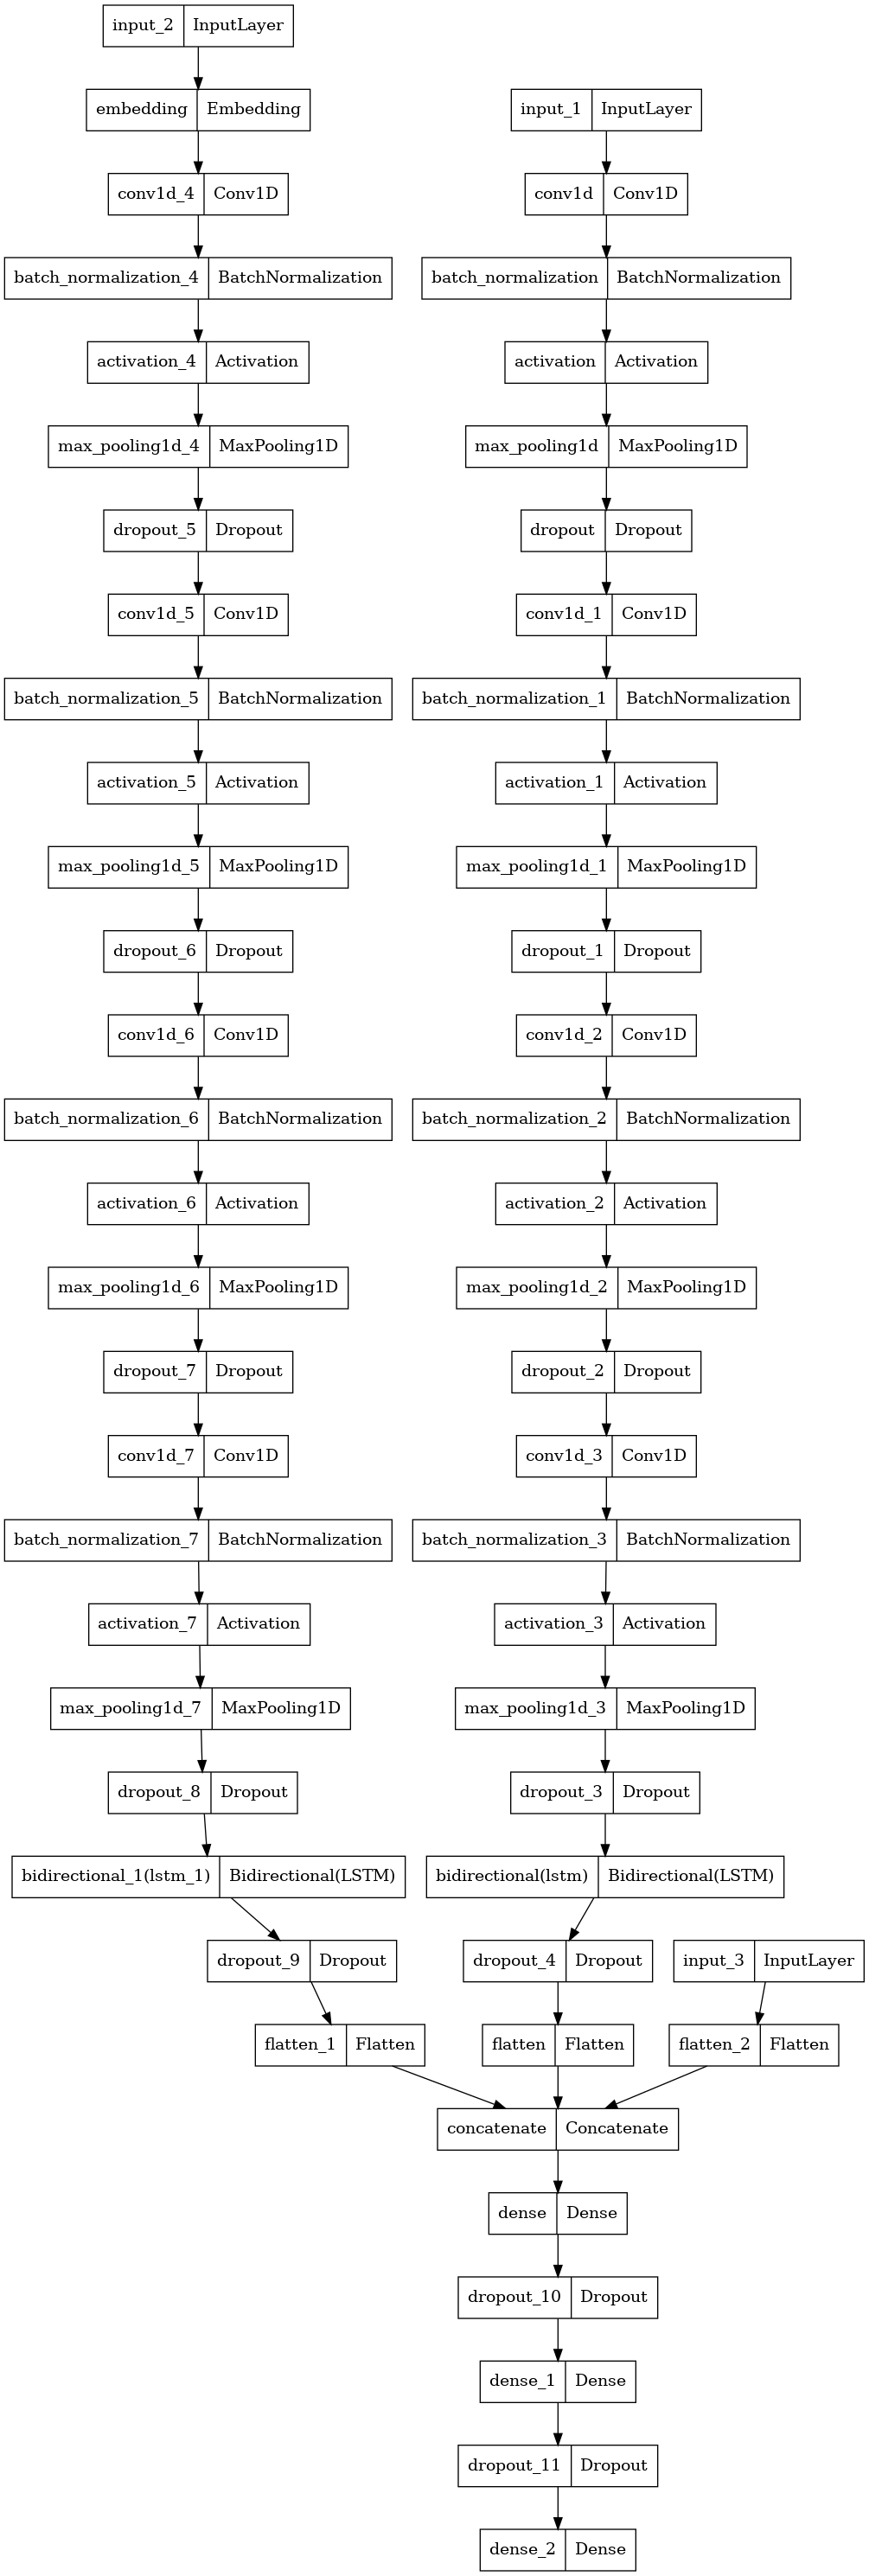 input_2 InputLayer
embedding Embedding
input_1 InputLayer
conv1d_4 Conv1D
conv1d Conv1D
batch_normalization_4 BatchNormalization
batch_normalization BatchNormalization
activation_4 Activation
activation Activation
max_pooling1d_4 MaxPooling1D
max_pooling1d MaxPooling1D
dropout_5 Dropout
dropout Dropout
conv1d_5 Conv1D
conv1d_1 Conv1D
batch_normalization_5 BatchNormalization
batch_normalization_1 BatchNormalization
activation_5 Activation
activation_1 Activation
max_pooling1d_5 MaxPooling1D
max_pooling1d_1 MaxPooling1D
dropout_6 Dropout
dropout_1 Dropout
conv1d_6 Conv1D
conv1d_2 Conv1D
batch_normalization_6 BatchNormalization
batch_normalization_2 BatchNormalization
activation_6 Activation
activation_2 Activation
max_pooling1d_6 MaxPooling1D
max_pooling1d_2 MaxPooling1D
dropout_7 Dropout
dropout_2 Dropout
conv1d_7 Conv1D
conv1d_3 Conv1D
batch_normalization_7 BatchNormalization
batch_normalization_3 BatchNormalization
activation_7 Activation
activation_3 Activation
max_pooling1d_7 MaxPooling1D
max_pooling1d_3 MaxPooling1D
dropout_8 Dropout
dropout_3 Dropout
bidirectional_1(lstm_1) Bidirectional(LSTM)
bidirectional(lstm) Bidirectional(LSTM)
dropout_9 Dropout
dropout_4 Dropout
input_3 InputLayer
flatten_1 Flatten
flatten Flatten
flatten_2 Flatten
concatenate Concatenate
dense Dense
dropout_10 Dropout
dense_1 Dense
dropout_11 Dropout
dense_2 Dense